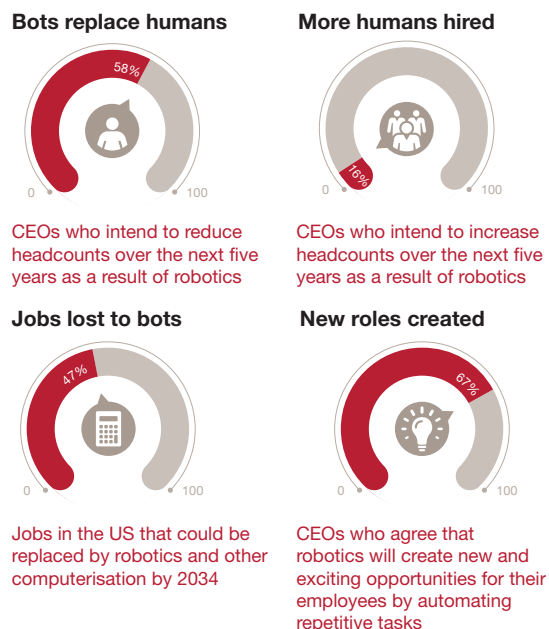 Bots replace humans
58%
0
100
CEOs who intend to reduce
headcounts over the next five
years as a result of robotics
More humans hired
16%
0
100
CEOs who intend to increase
headcounts over the next five
years as a result of robotics
Jobs lost to bots
47%
0
100
Jobs in the US that could be
replaced by robotics and other
computerisation by 2034
New roles created
67%
0
100
CEOs who agree that
robotics will create new and
exciting opportunities for their
employees by automating
repetitive tasks